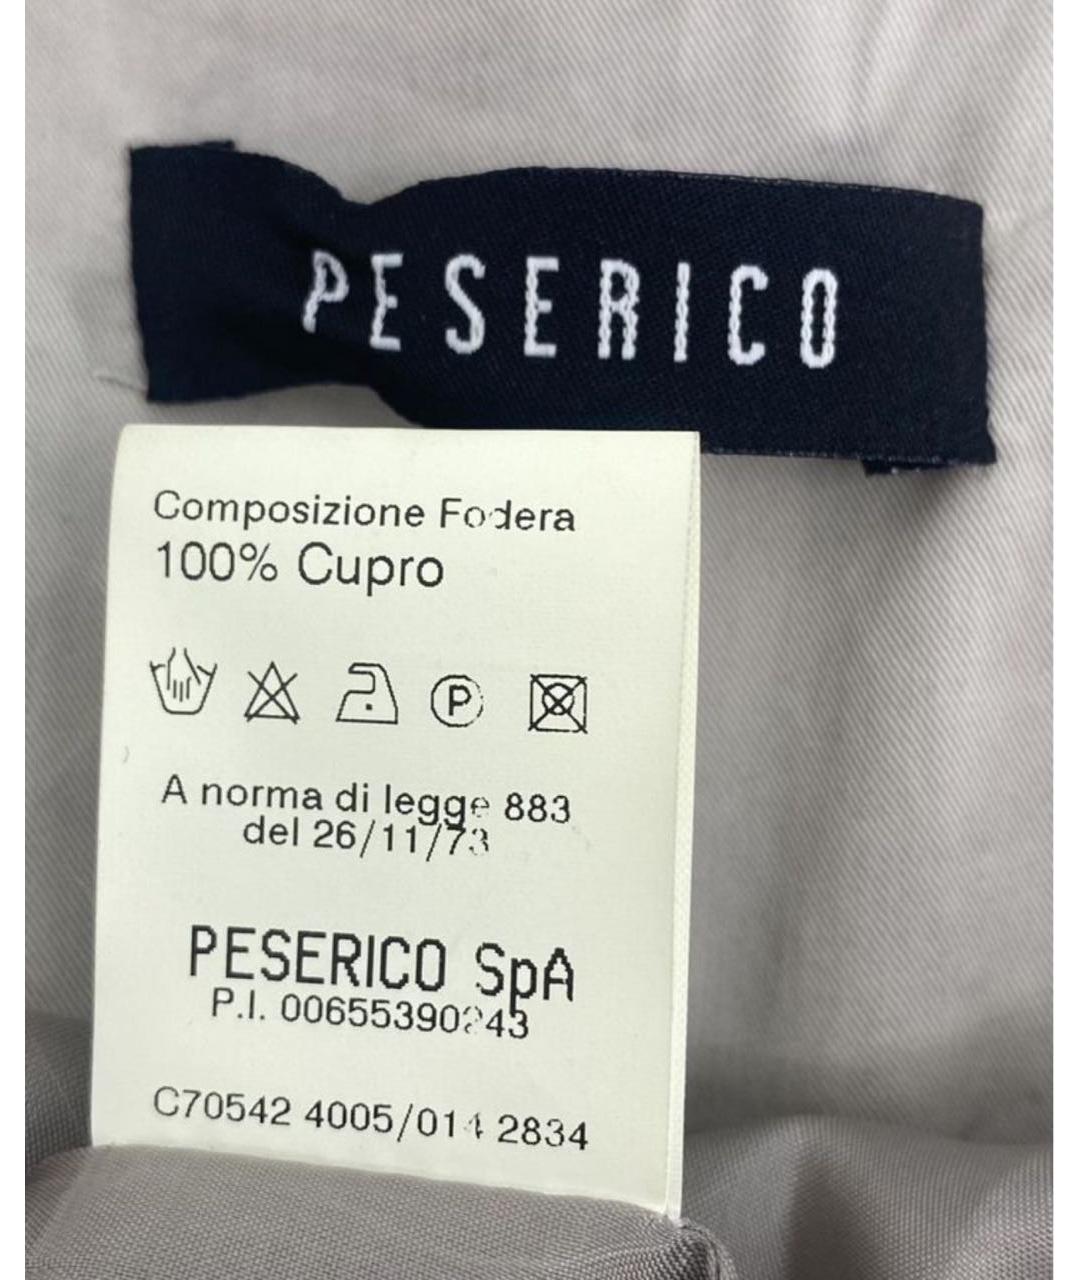 PESERICO
Composizione Fodera
100% Cupro
P
A norma di legge 883
del 26/11/73
PESERICO SpA
P.I. 00655390243
C70542 4005/014 2834